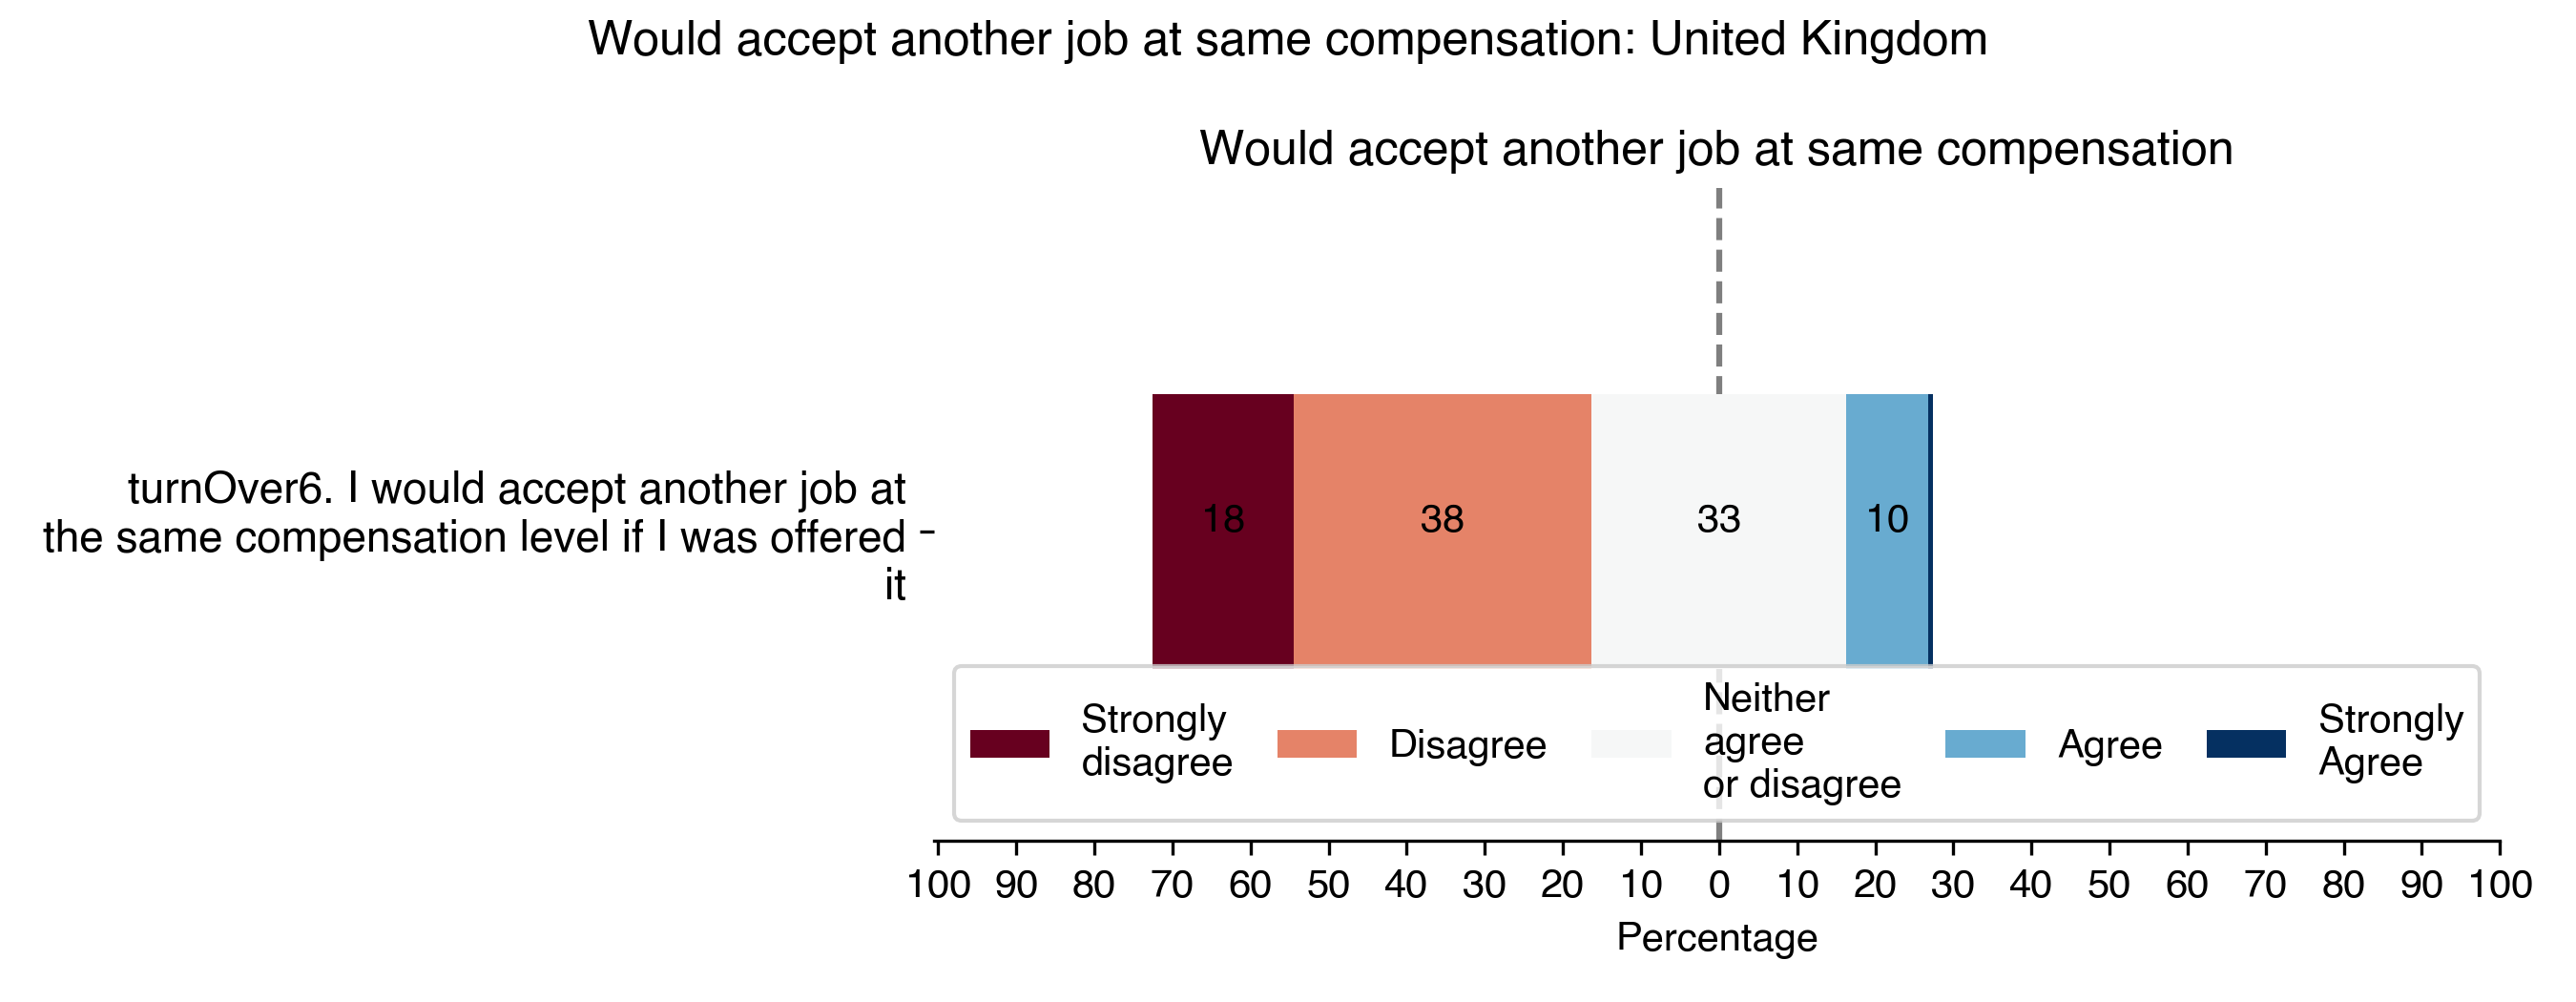 Would accept another job at same compensation: United Kingdom
Would accept another job at same compensation
turnOver6. I would accept another job at
the same compensation level if I was offered
it
18 38 33 10
Strongly
disagree
Disagree
Neither
agree
or disagree
Agree
Strongly
Agree
100 90 80 70 60 50 40 30 20 10 0 10 20 30 40 50 60 70 80 90 100
Percentage